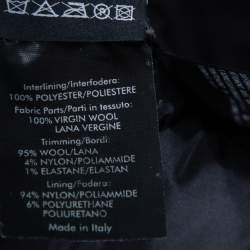 Interlining/Interfodera:
100% POLYESTER/POLIESTERE
Fabric Parts/Parti in tessuto:
100% VIRGIN WOOL
LANA VERGINE
Trimming/Bordi:
95% WOOL/LANA
4% NYLON/POLIAMMIDE
1% ELASTANE/ELASTAN
Lining/Fodera:
94% NYLON/POLIAMMIDE
6% POLYURETHANE
POLIURETANO
Made in Italy